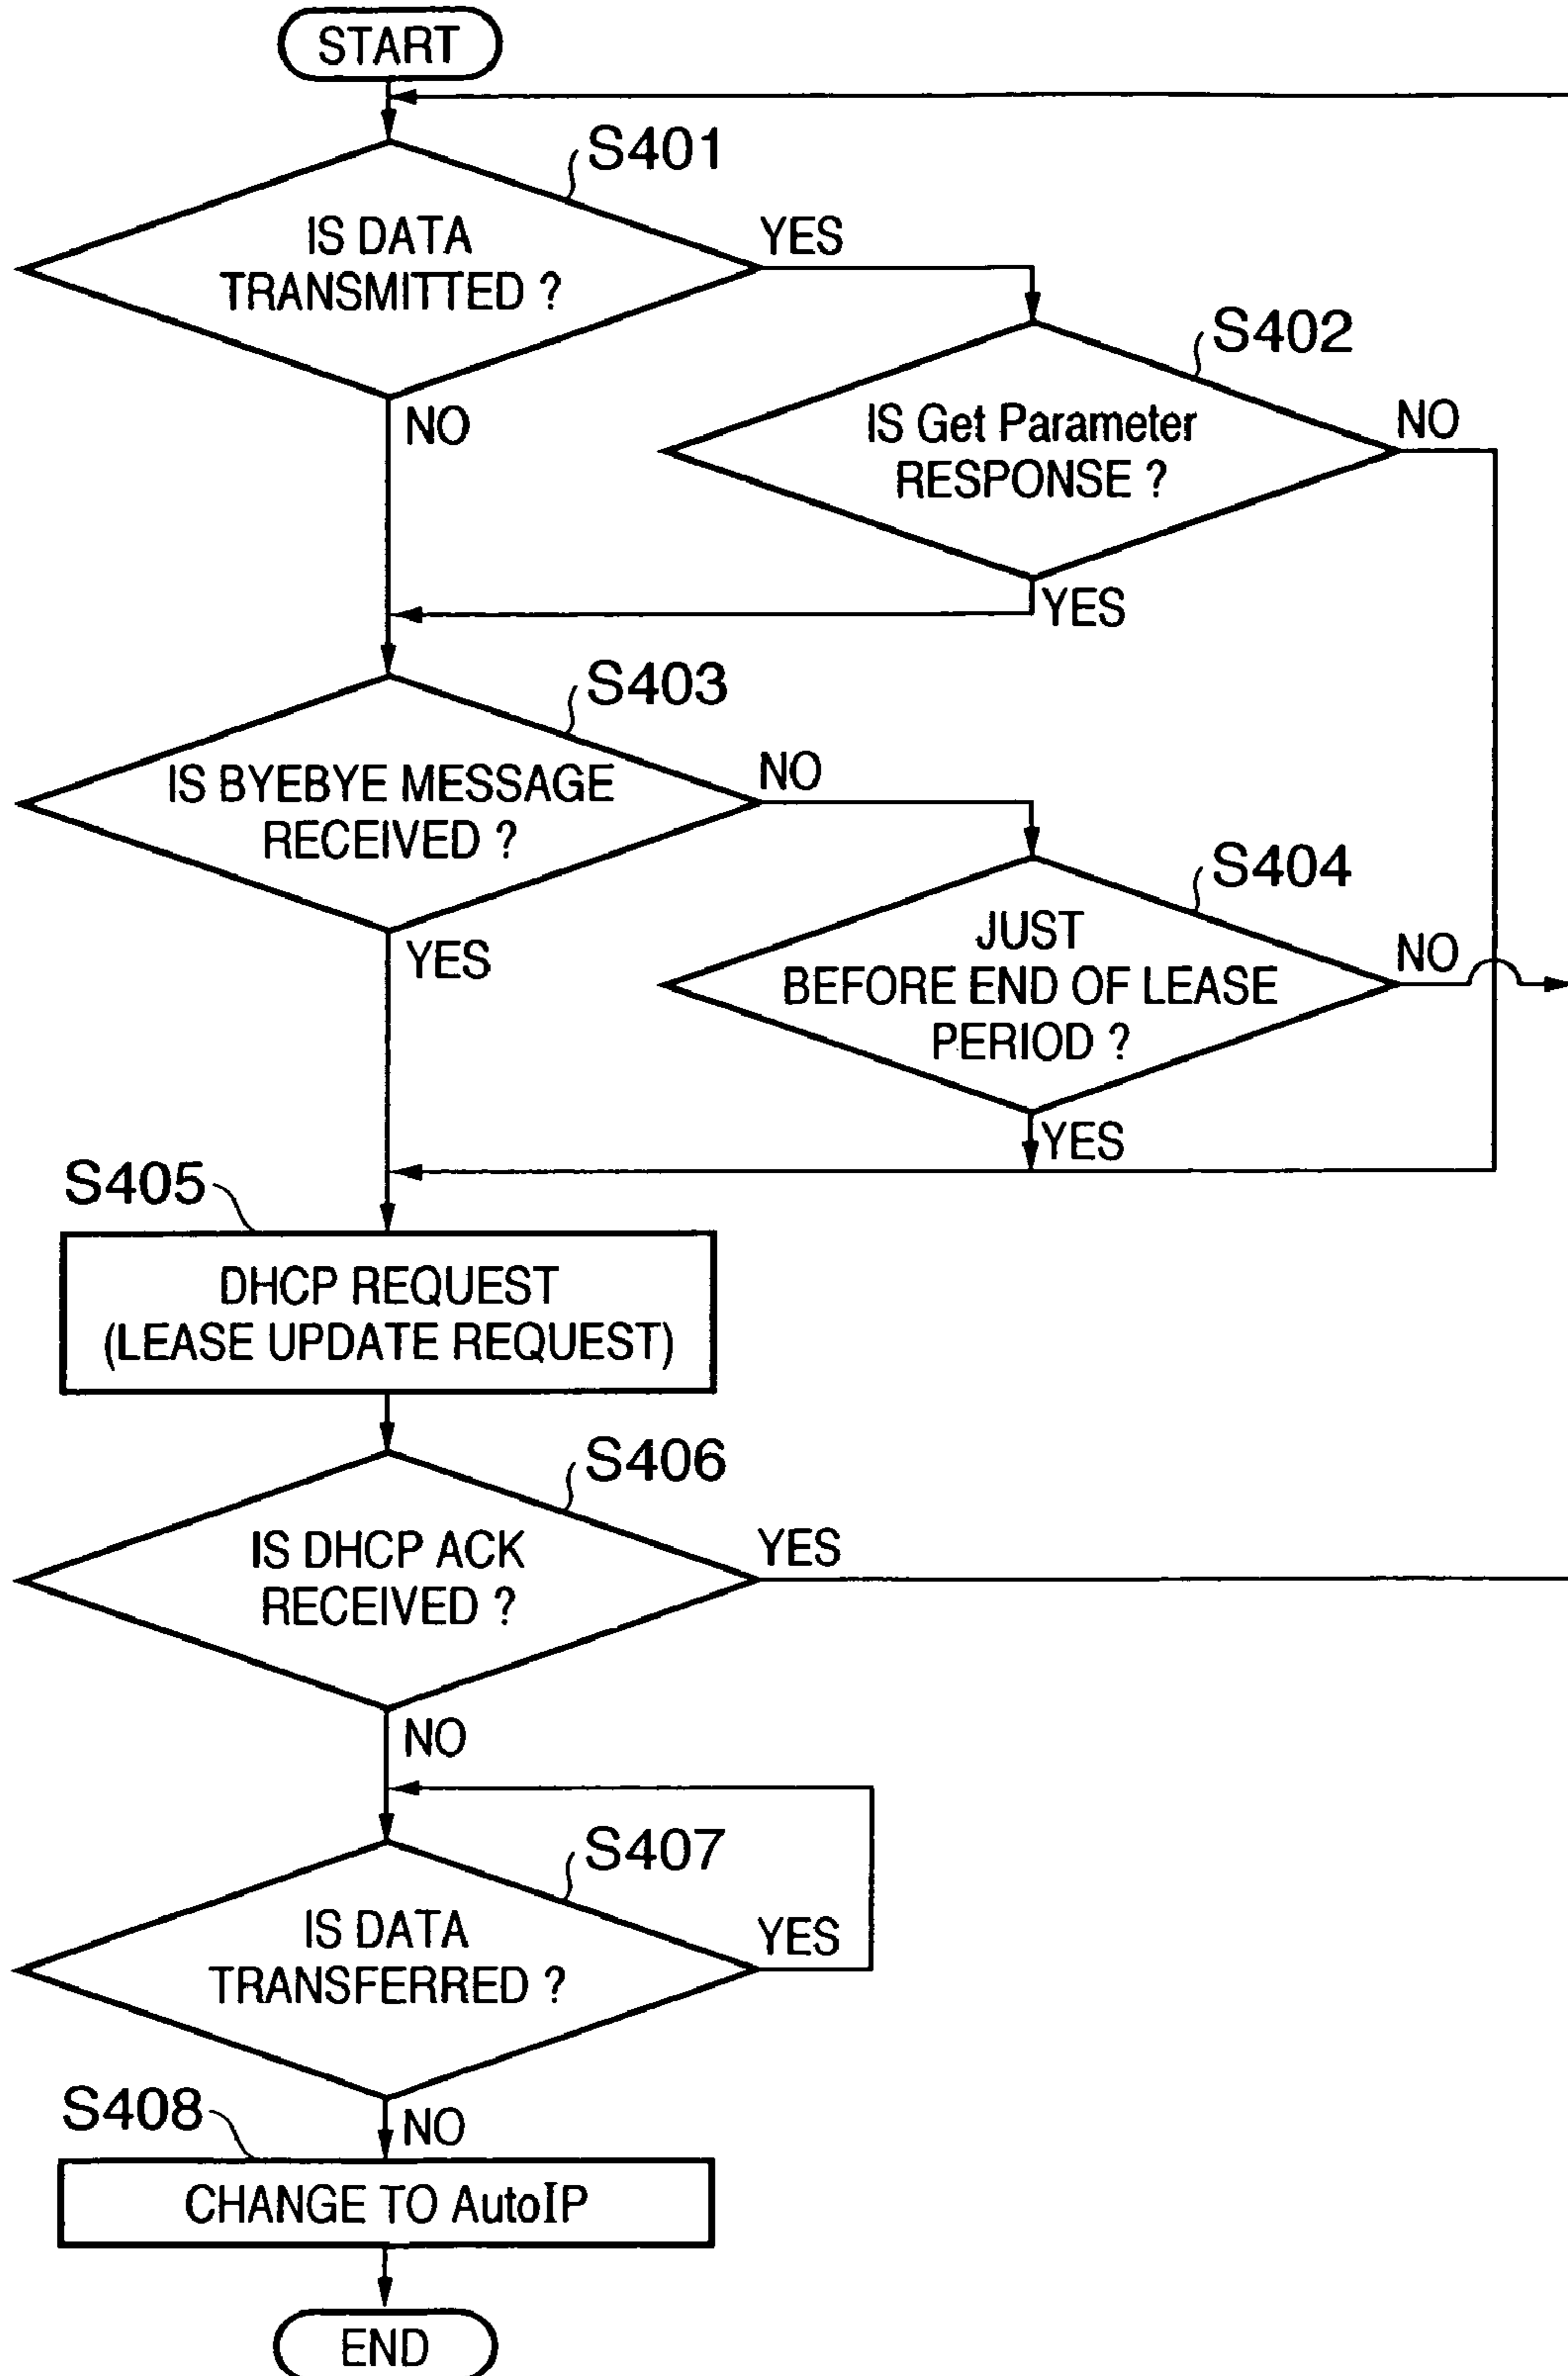 START
S401
IS DATA
TRANSMITTED ?
YES
NO
S402
IS Get Parameter
RESPONSE ?
NO
YES
S403
IS BYEBYE MESSAGE
RECEIVED ?
NO
YES
S404
JUST
BEFORE END OF LEASE
PERIOD ?
NO
YES
S405
DHCP REQUEST
(LEASE UPDATE REQUEST)
S406
IS DHCP ACK
RECEIVED ?
YES
NO
S407
IS DATA
TRANSFERRED ?
YES
NO
S408
CHANGE TO AutoIP
END